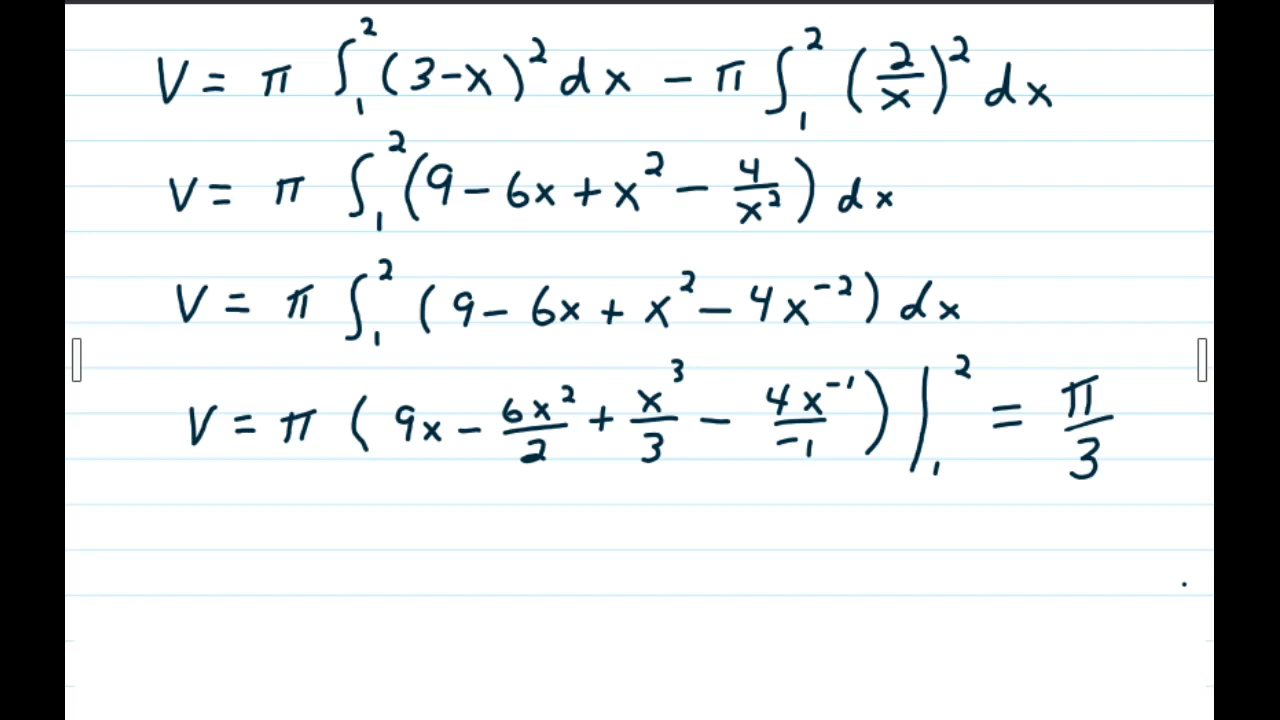 V = π ∫₁² (3-x)² dx - π ∫₁² (2/x)² dx
V = π ∫₁² (9 - 6x + x² - 4/x²) dx
V = π ∫₁² (9 - 6x + x² - 4x⁻²) dx
V = π (9x - 6x²/2 + x³/3 - 4x⁻¹/-1) |₁² = π/3